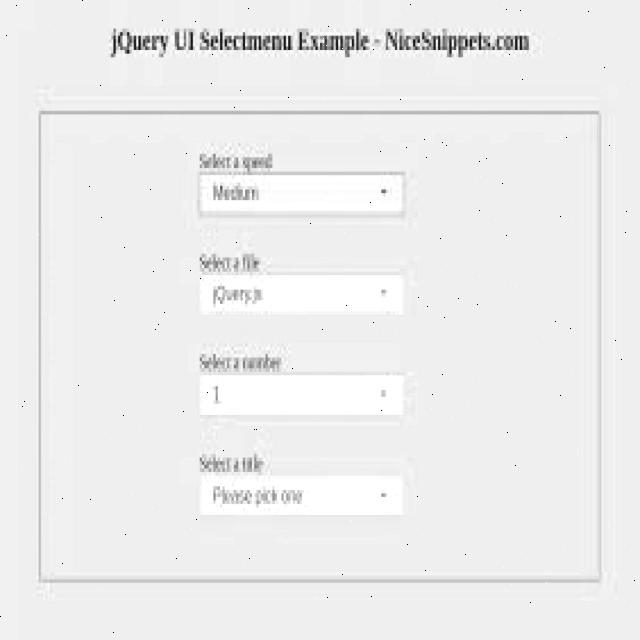 jQuery UI Selectmenu Example - NiceSnippets.com
Select a speed
Medium
Select a file
jQuery.js
Select a number
1
Select a title
Please pick one